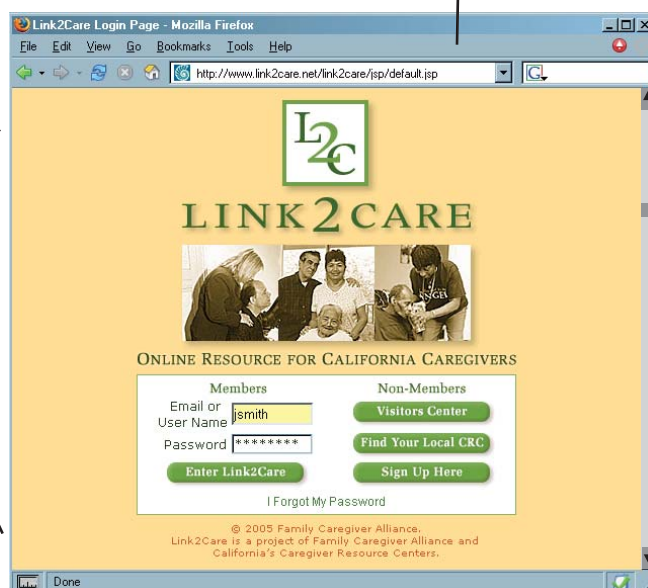 Link2Care Login Page - Mozilla Firefox
File Edit View Go Bookmarks Tools Help
http://www.link2care.net/link2care/jsp/default.jsp
G
L2C
LINK2CARE
ANGEL
ONLINE RESOURCE FOR CALIFORNIA CAREGIVERS
Members
Non-Members
Email or User Name
jsmith
Visitors Center
Password
********
Find Your Local CRC
Enter Link2Care
Sign Up Here
I Forgot My Password
© 2005 Family Caregiver Alliance.
Link2Care is a project of Family Caregiver Alliance and
California's Caregiver Resource Centers.
Done